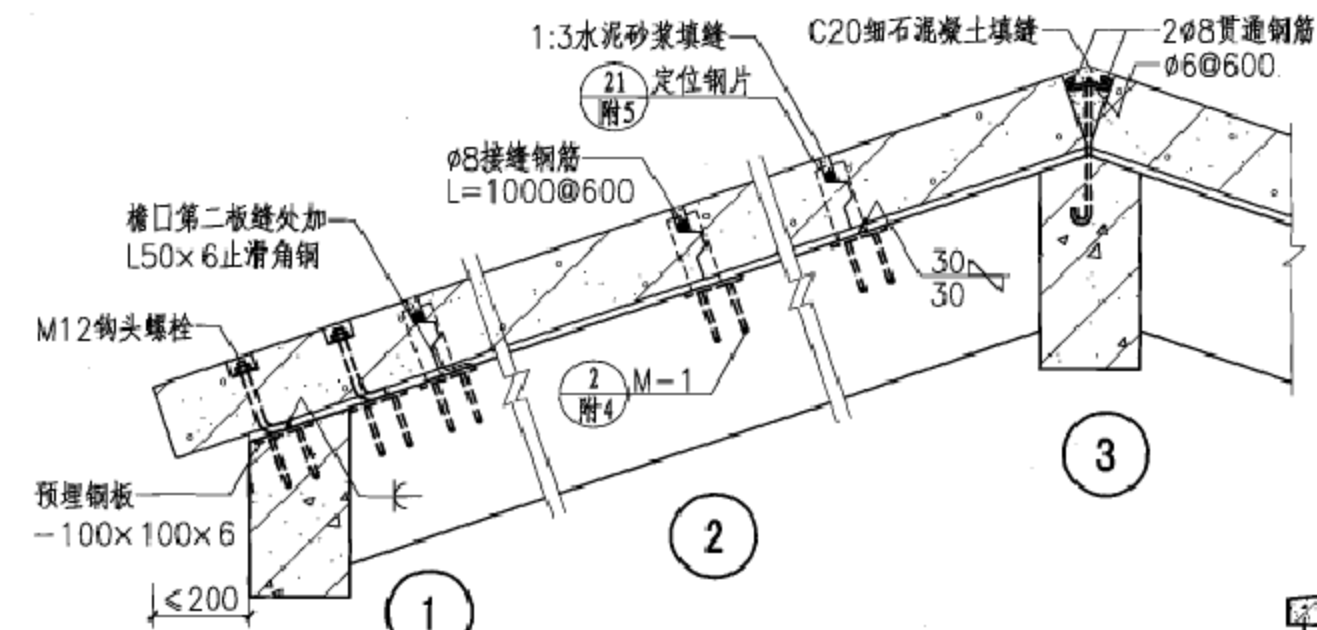 1:3水泥砂浆填缝
C20细石混凝土填缝
2ø8贯通钢筋
ø6@600
21
附5
定位钢片
ø8接缝钢筋
L=1000@600
檐口第二板缝处加
L50×6止滑角钢
M12钩头螺栓
30
30
2
附4
M-1
3
预埋钢板
-100×100×6
2
≤200
1